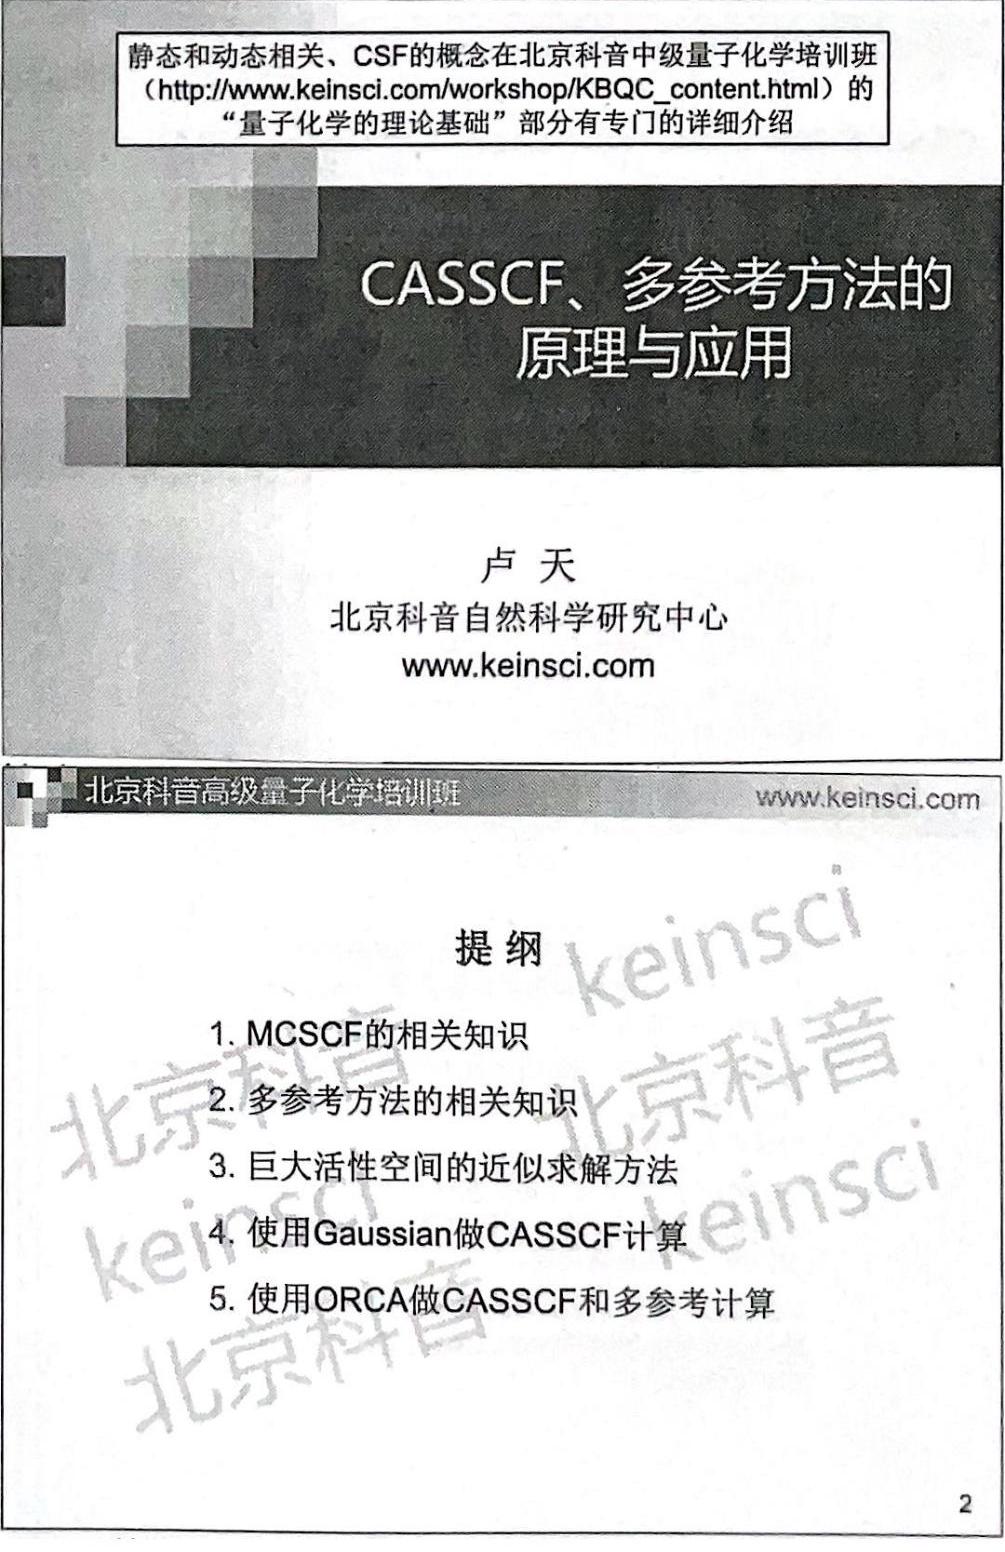 静态和动态相关、CSF的概念在北京科音中级量子化学培训班
（http://www.keinsci.com/workshop/KBQC_content.html）的
“量子化学的理论基础”部分有专门的详细介绍
CASSCF、多参考方法的
原理与应用
卢 天
北京科音自然科学研究中心
www.keinsci.com
北京科音高级量子化学培训班
www.keinsci.com
提 纲
1. MCSCF的相关知识
2. 多参考方法的相关知识
3. 巨大活性空间的近似求解方法
4. 使用Gaussian做CASSCF计算
5. 使用ORCA做CASSCF和多参考计算
keinsci
北京科音
北京科音
keinsci
keinsci
北京科音
2